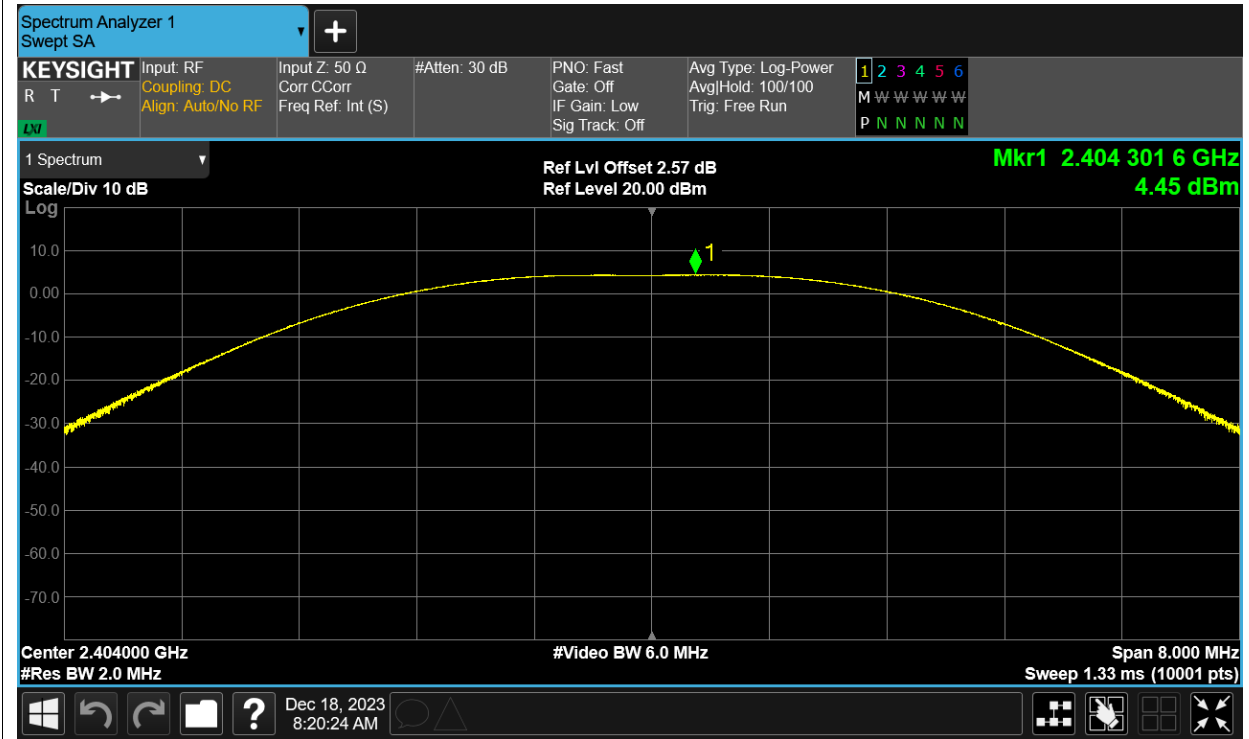 Spectrum Analyzer 1
Swept SA
+
KEYSIGHT
R T
LXI
Input: RF
Coupling: DC
Align: Auto/No RF
Input Z: 50 Ω
Corr CCorr
Freq Ref: Int (S)
#Atten: 30 dB
PNO: Fast
Gate: Off
IF Gain: Low
Sig Track: Off
Avg Type: Log-Power
Avg|Hold: 100/100
Trig: Free Run
1 2 3 4 5 6
M W W W W W
P N N N N N
1 Spectrum
Scale/Div 10 dB
Ref Lvl Offset 2.57 dB
Ref Level 20.00 dBm
Mkr1 2.404 301 6 GHz
4.45 dBm
Log
10.0
0.00
-10.0
-20.0
-30.0
-40.0
-50.0
-60.0
-70.0
1
Center 2.404000 GHz
#Res BW 2.0 MHz
#Video BW 6.0 MHz
Span 8.000 MHz
Sweep 1.33 ms (10001 pts)
?
Dec 18, 2023
8:20:24 AM